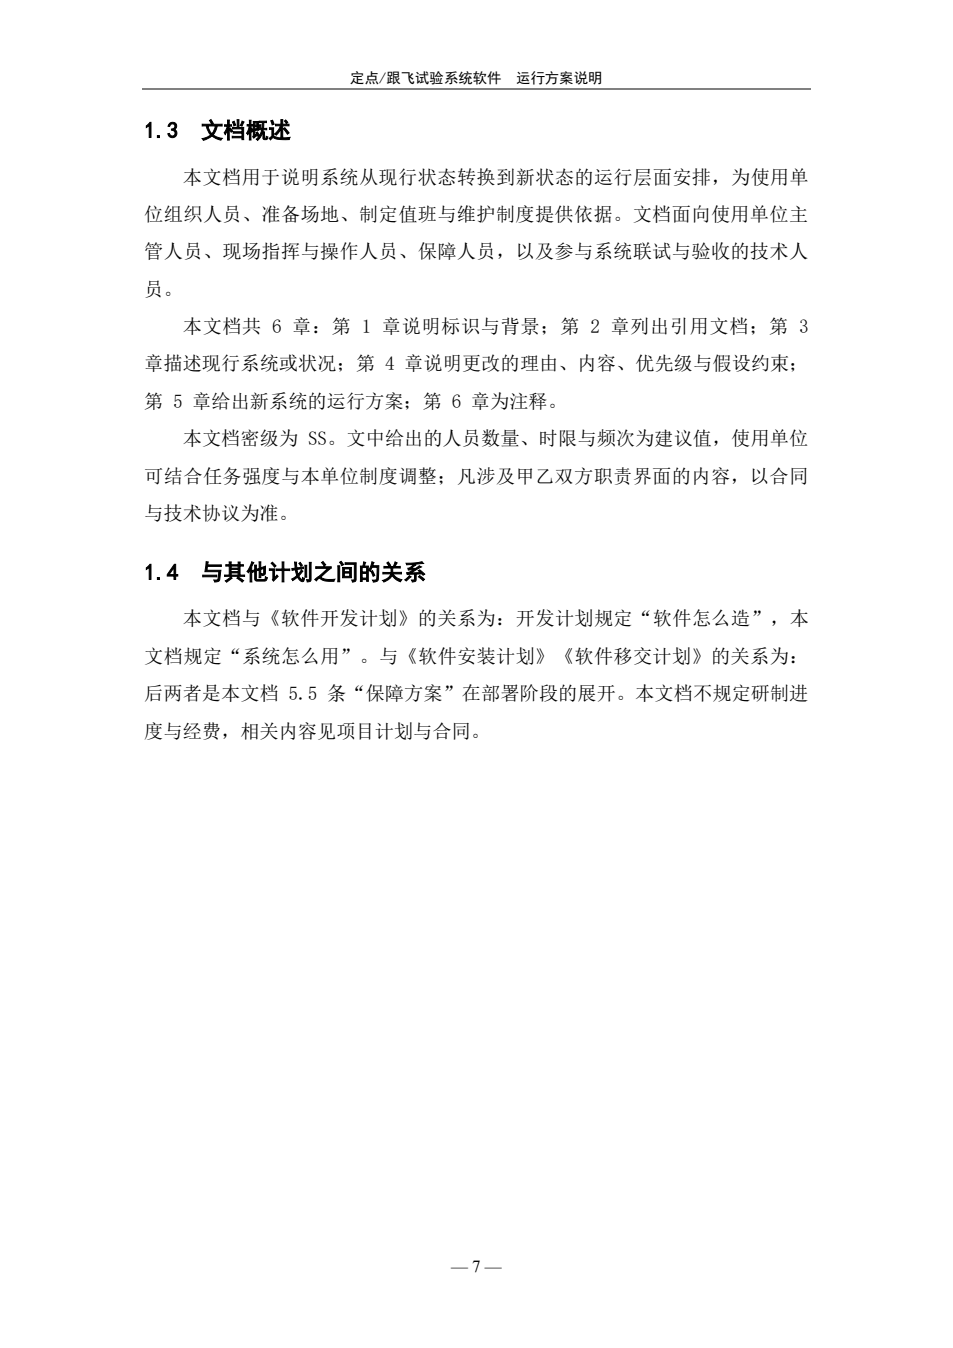 定点/跟飞试验系统软件　运行方案说明
1.3　文档概述
本文档用于说明系统从现行状态转换到新状态的运行层面安排，为使用单
位组织人员、准备场地、制定值班与维护制度提供依据。文档面向使用单位主
管人员、现场指挥与操作人员、保障人员，以及参与系统联试与验收的技术人
员。
本文档共 6 章：第 1 章说明标识与背景；第 2 章列出引用文档；第 3
章描述现行系统或状况；第 4 章说明更改的理由、内容、优先级与假设约束；
第 5 章给出新系统的运行方案；第 6 章为注释。
本文档密级为 SS。文中给出的人员数量、时限与频次为建议值，使用单位
可结合任务强度与本单位制度调整；凡涉及甲乙双方职责界面的内容，以合同
与技术协议为准。
1.4　与其他计划之间的关系
本文档与《软件开发计划》的关系为：开发计划规定“软件怎么造”，本
文档规定“系统怎么用”。与《软件安装计划》《软件移交计划》的关系为：
后两者是本文档 5.5 条“保障方案”在部署阶段的展开。本文档不规定研制进
度与经费，相关内容见项目计划与合同。
— 7 —